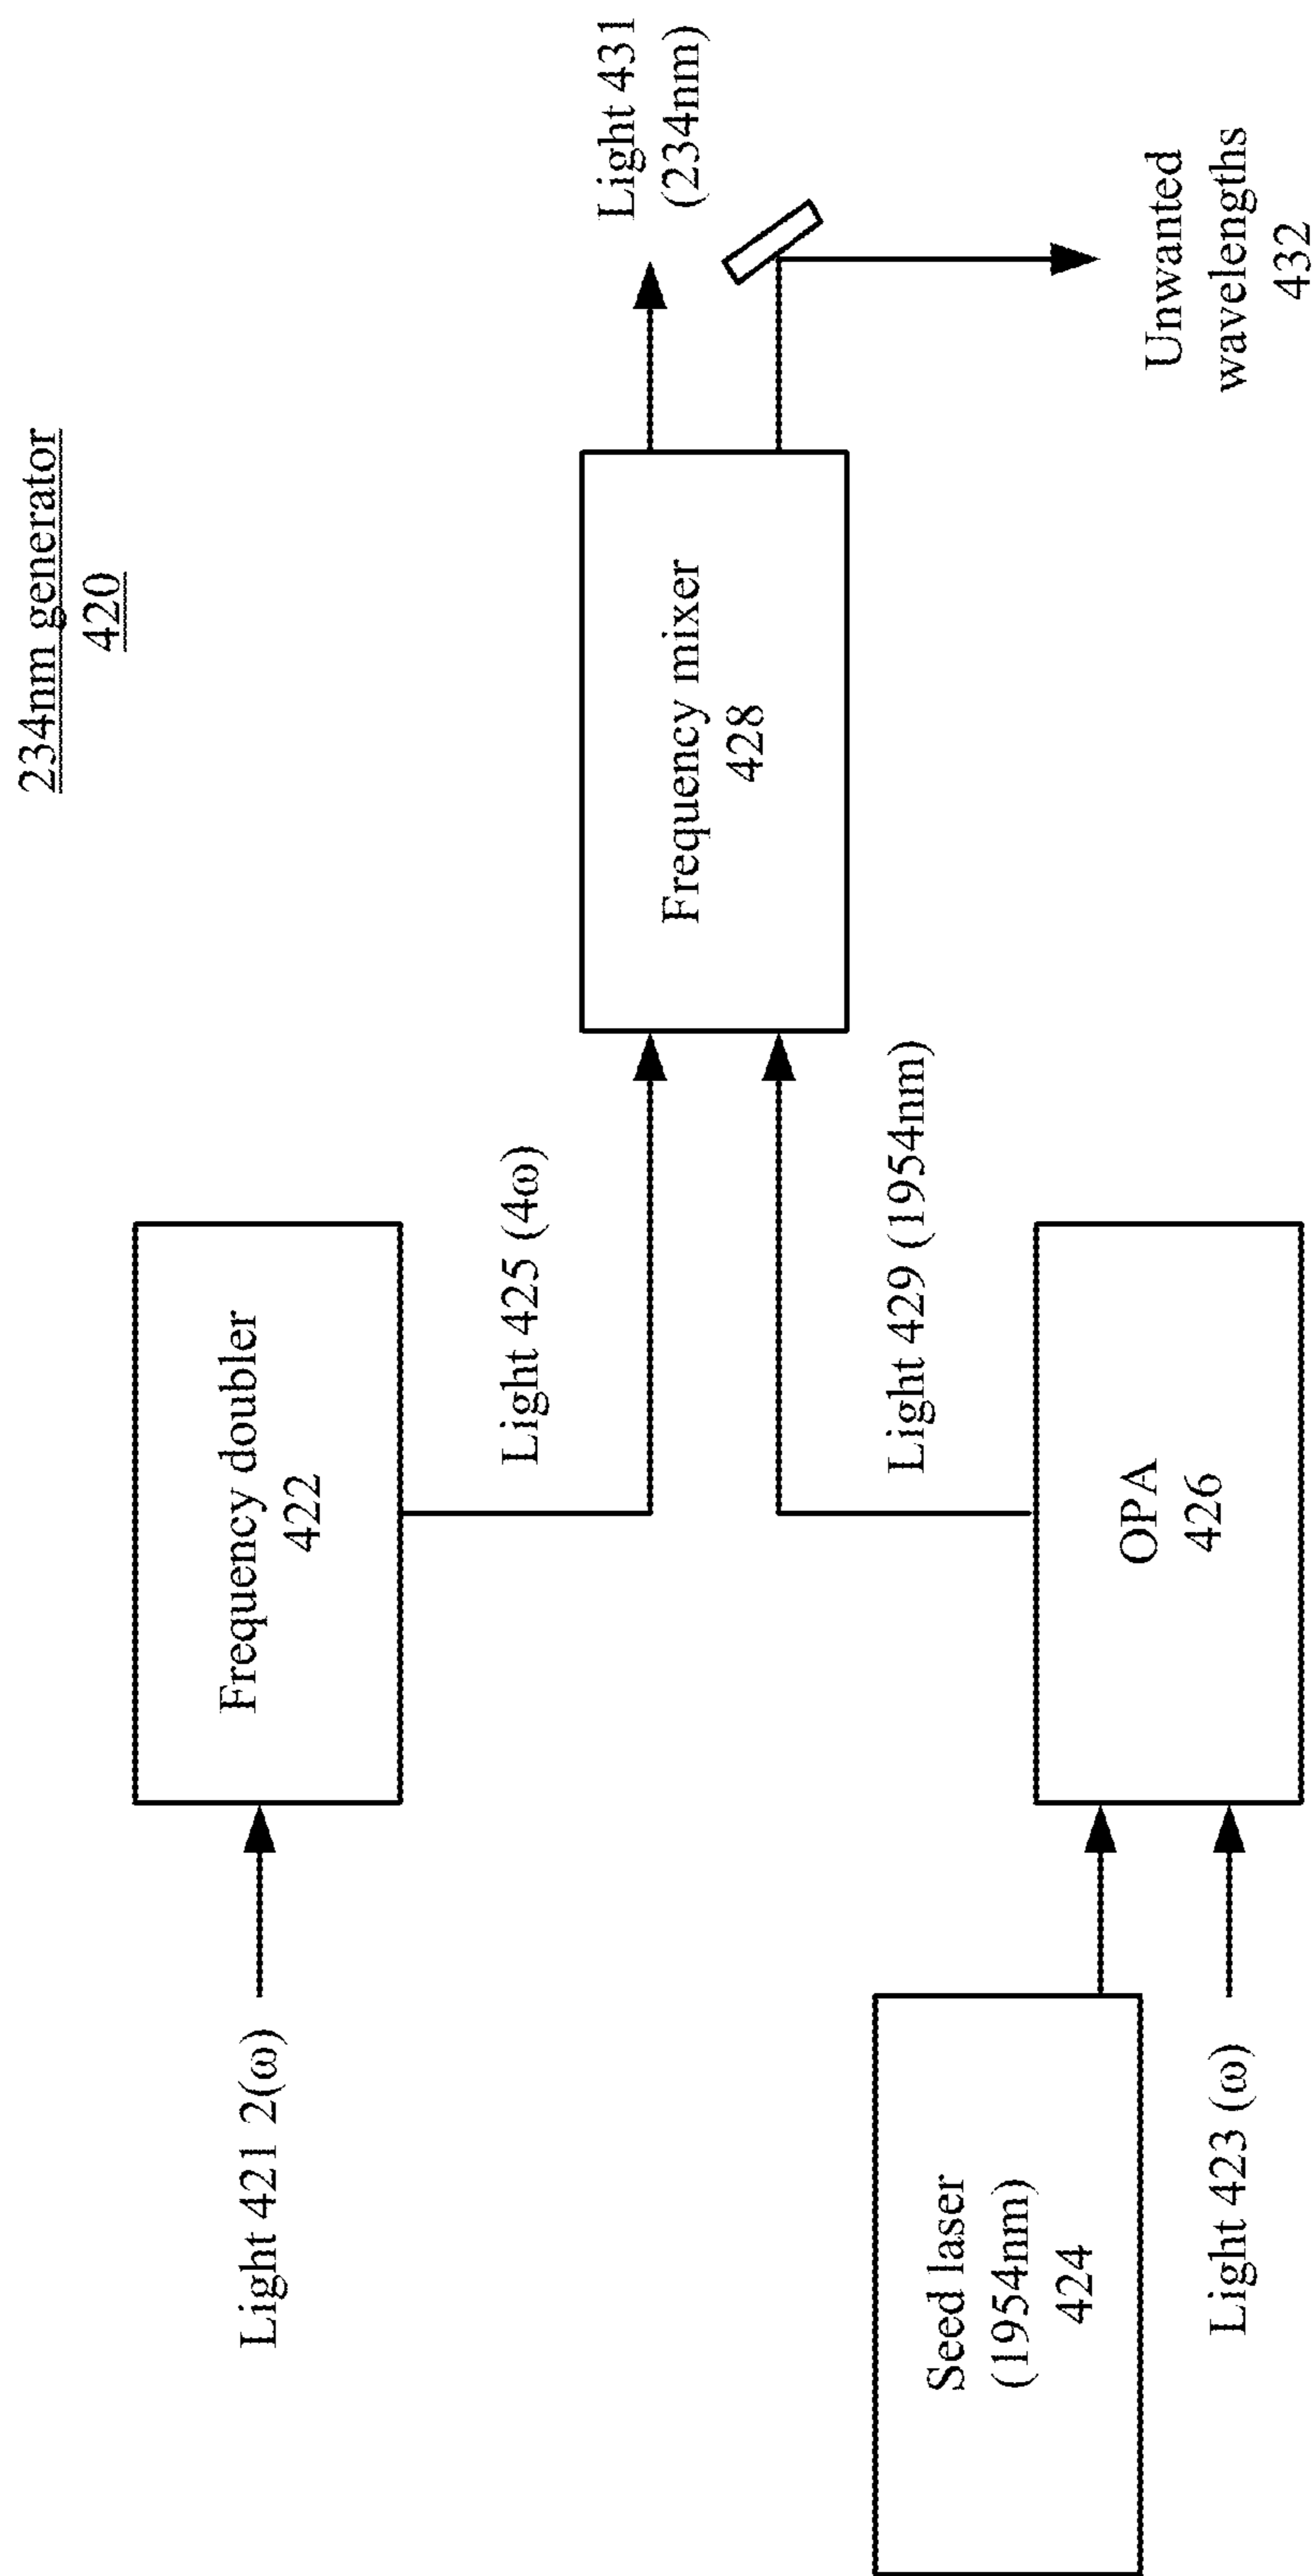 234nm generator
420
Light 421 2(ω)
Frequency doubler
422
Light 425 (4ω)
Seed laser
(1954nm)
424
Light 423 (ω)
OPA
426
Light 429 (1954nm)
Frequency mixer
428
Light 431
(234nm)
Unwanted
wavelengths
432